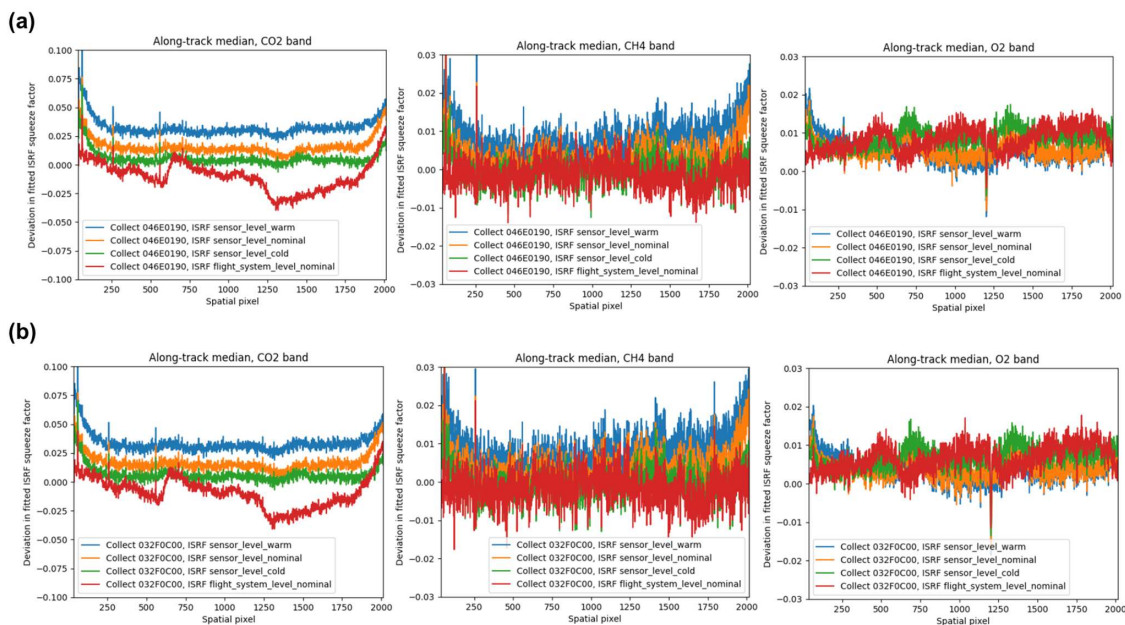 (a)
Along-track median, CO2 band
Deviation in fitted ISRF squeeze factor
0.100
0.075
0.050
0.025
0.000
-0.025
-0.050
-0.075
-0.100
Collect 046E0190, ISRF sensor_level_warm
Collect 046E0190, ISRF sensor_level_nominal
Collect 046E0190, ISRF sensor_level_cold
Collect 046E0190, ISRF flight_system_level_nominal
250 500 750 1000 1250 1500 1750 2000
Spatial pixel
Along-track median, CH4 band
Deviation in fitted ISRF squeeze factor
0.03
0.02
0.01
0.00
−0.01
−0.02
−0.03
Collect 046E0190, ISRF sensor_level_warm
Collect 046E0190, ISRF sensor_level_nominal
Collect 046E0190, ISRF sensor_level_cold
Collect 046E0190, ISRF flight_system_level_nominal
250 500 750 1000 1250 1500 1750 2000
Spatial pixel
Along-track median, O2 band
Deviation in fitted ISRF squeeze factor
0.03
0.02
0.01
0.00
−0.01
−0.02
−0.03
Collect 046E0190, ISRF sensor_level_warm
Collect 046E0190, ISRF sensor_level_nominal
Collect 046E0190, ISRF sensor_level_cold
Collect 046E0190, ISRF flight_system_level_nominal
250 500 750 1000 1250 1500 1750 2000
Spatial pixel
(b)
Along-track median, CO2 band
Deviation in fitted ISRF squeeze factor
0.100
0.075
0.050
0.025
0.000
−0.025
−0.050
−0.075
−0.100
Collect 032F0C00, ISRF sensor_level_warm
Collect 032F0C00, ISRF sensor_level_nominal
Collect 032F0C00, ISRF sensor_level_cold
Collect 032F0C00, ISRF flight_system_level_nominal
250 500 750 1000 1250 1500 1750 2000
Spatial pixel
Along-track median, CH4 band
Deviation in fitted ISRF squeeze factor
0.03
0.02
0.01
0.00
−0.01
−0.02
−0.03
Collect 032F0C00, ISRF sensor_level_warm
Collect 032F0C00, ISRF sensor_level_nominal
Collect 032F0C00, ISRF sensor_level_cold
Collect 032F0C00, ISRF flight_system_level_nominal
250 500 750 1000 1250 1500 1750 2000
Spatial pixel
Along-track median, O2 band
Deviation in fitted ISRF squeeze factor
0.03
0.02
0.01
0.00
−0.01
−0.02
−0.03
Collect 032F0C00, ISRF sensor_level_warm
Collect 032F0C00, ISRF sensor_level_nominal
Collect 032F0C00, ISRF sensor_level_cold
Collect 032F0C00, ISRF flight_system_level_nominal
250 500 750 1000 1250 1500 1750 2000
Spatial pixel